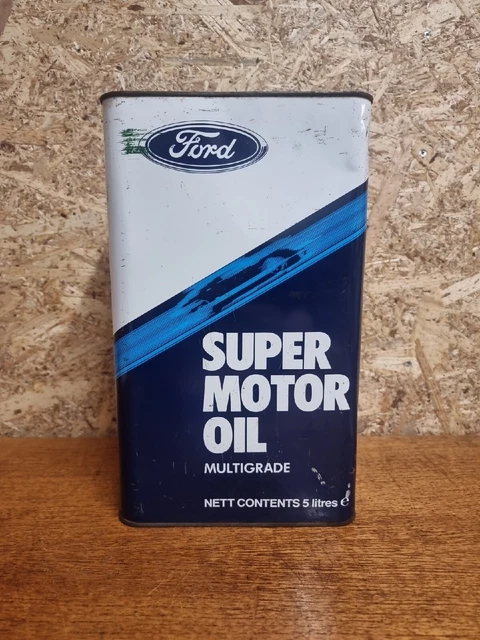 Ford
SUPER
MOTOR
OIL
MULTIGRADE
NETT CONTENTS 5 litres ℮